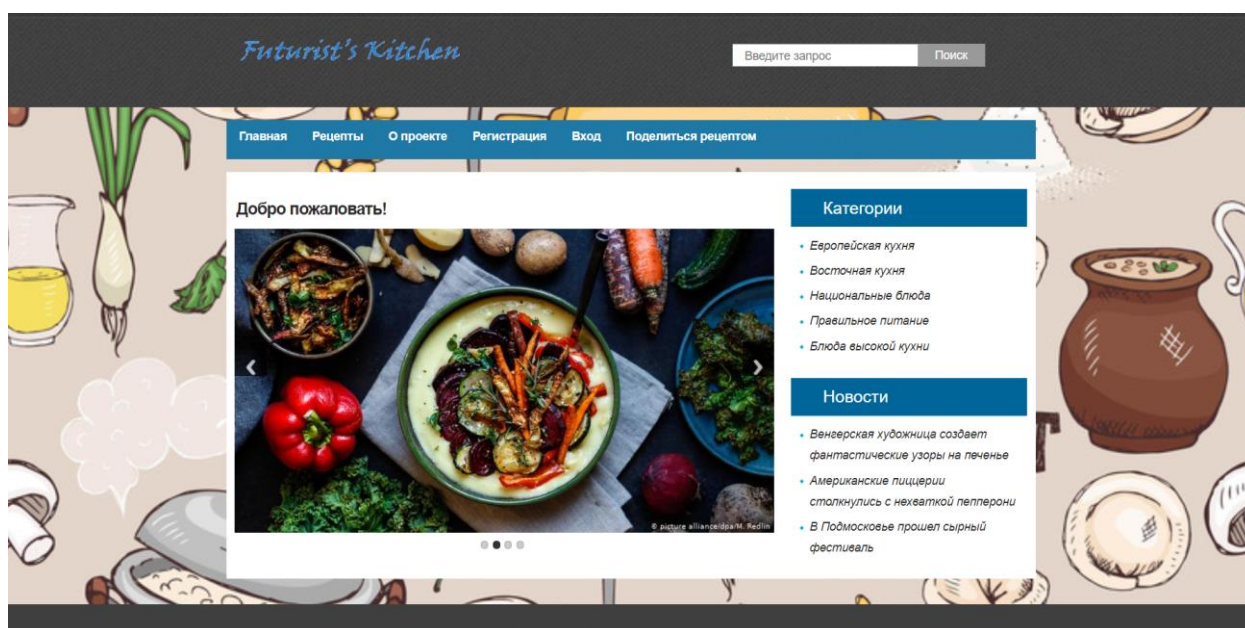 Futurist's Kitchen
Введите запрос Поиск
Главная Рецепты О проекте Регистрация Вход Поделиться рецептом
Добро пожаловать!
© picture alliance/dpa/M. Redlin
Категории
Европейская кухня
Восточная кухня
Национальные блюда
Правильное питание
Блюда высокой кухни
Новости
Венгерская художница создает
фантастические узоры на печенье
Американские пиццерии
столкнулись с нехваткой пепперони
В Подмосковье прошел сырный
фестиваль